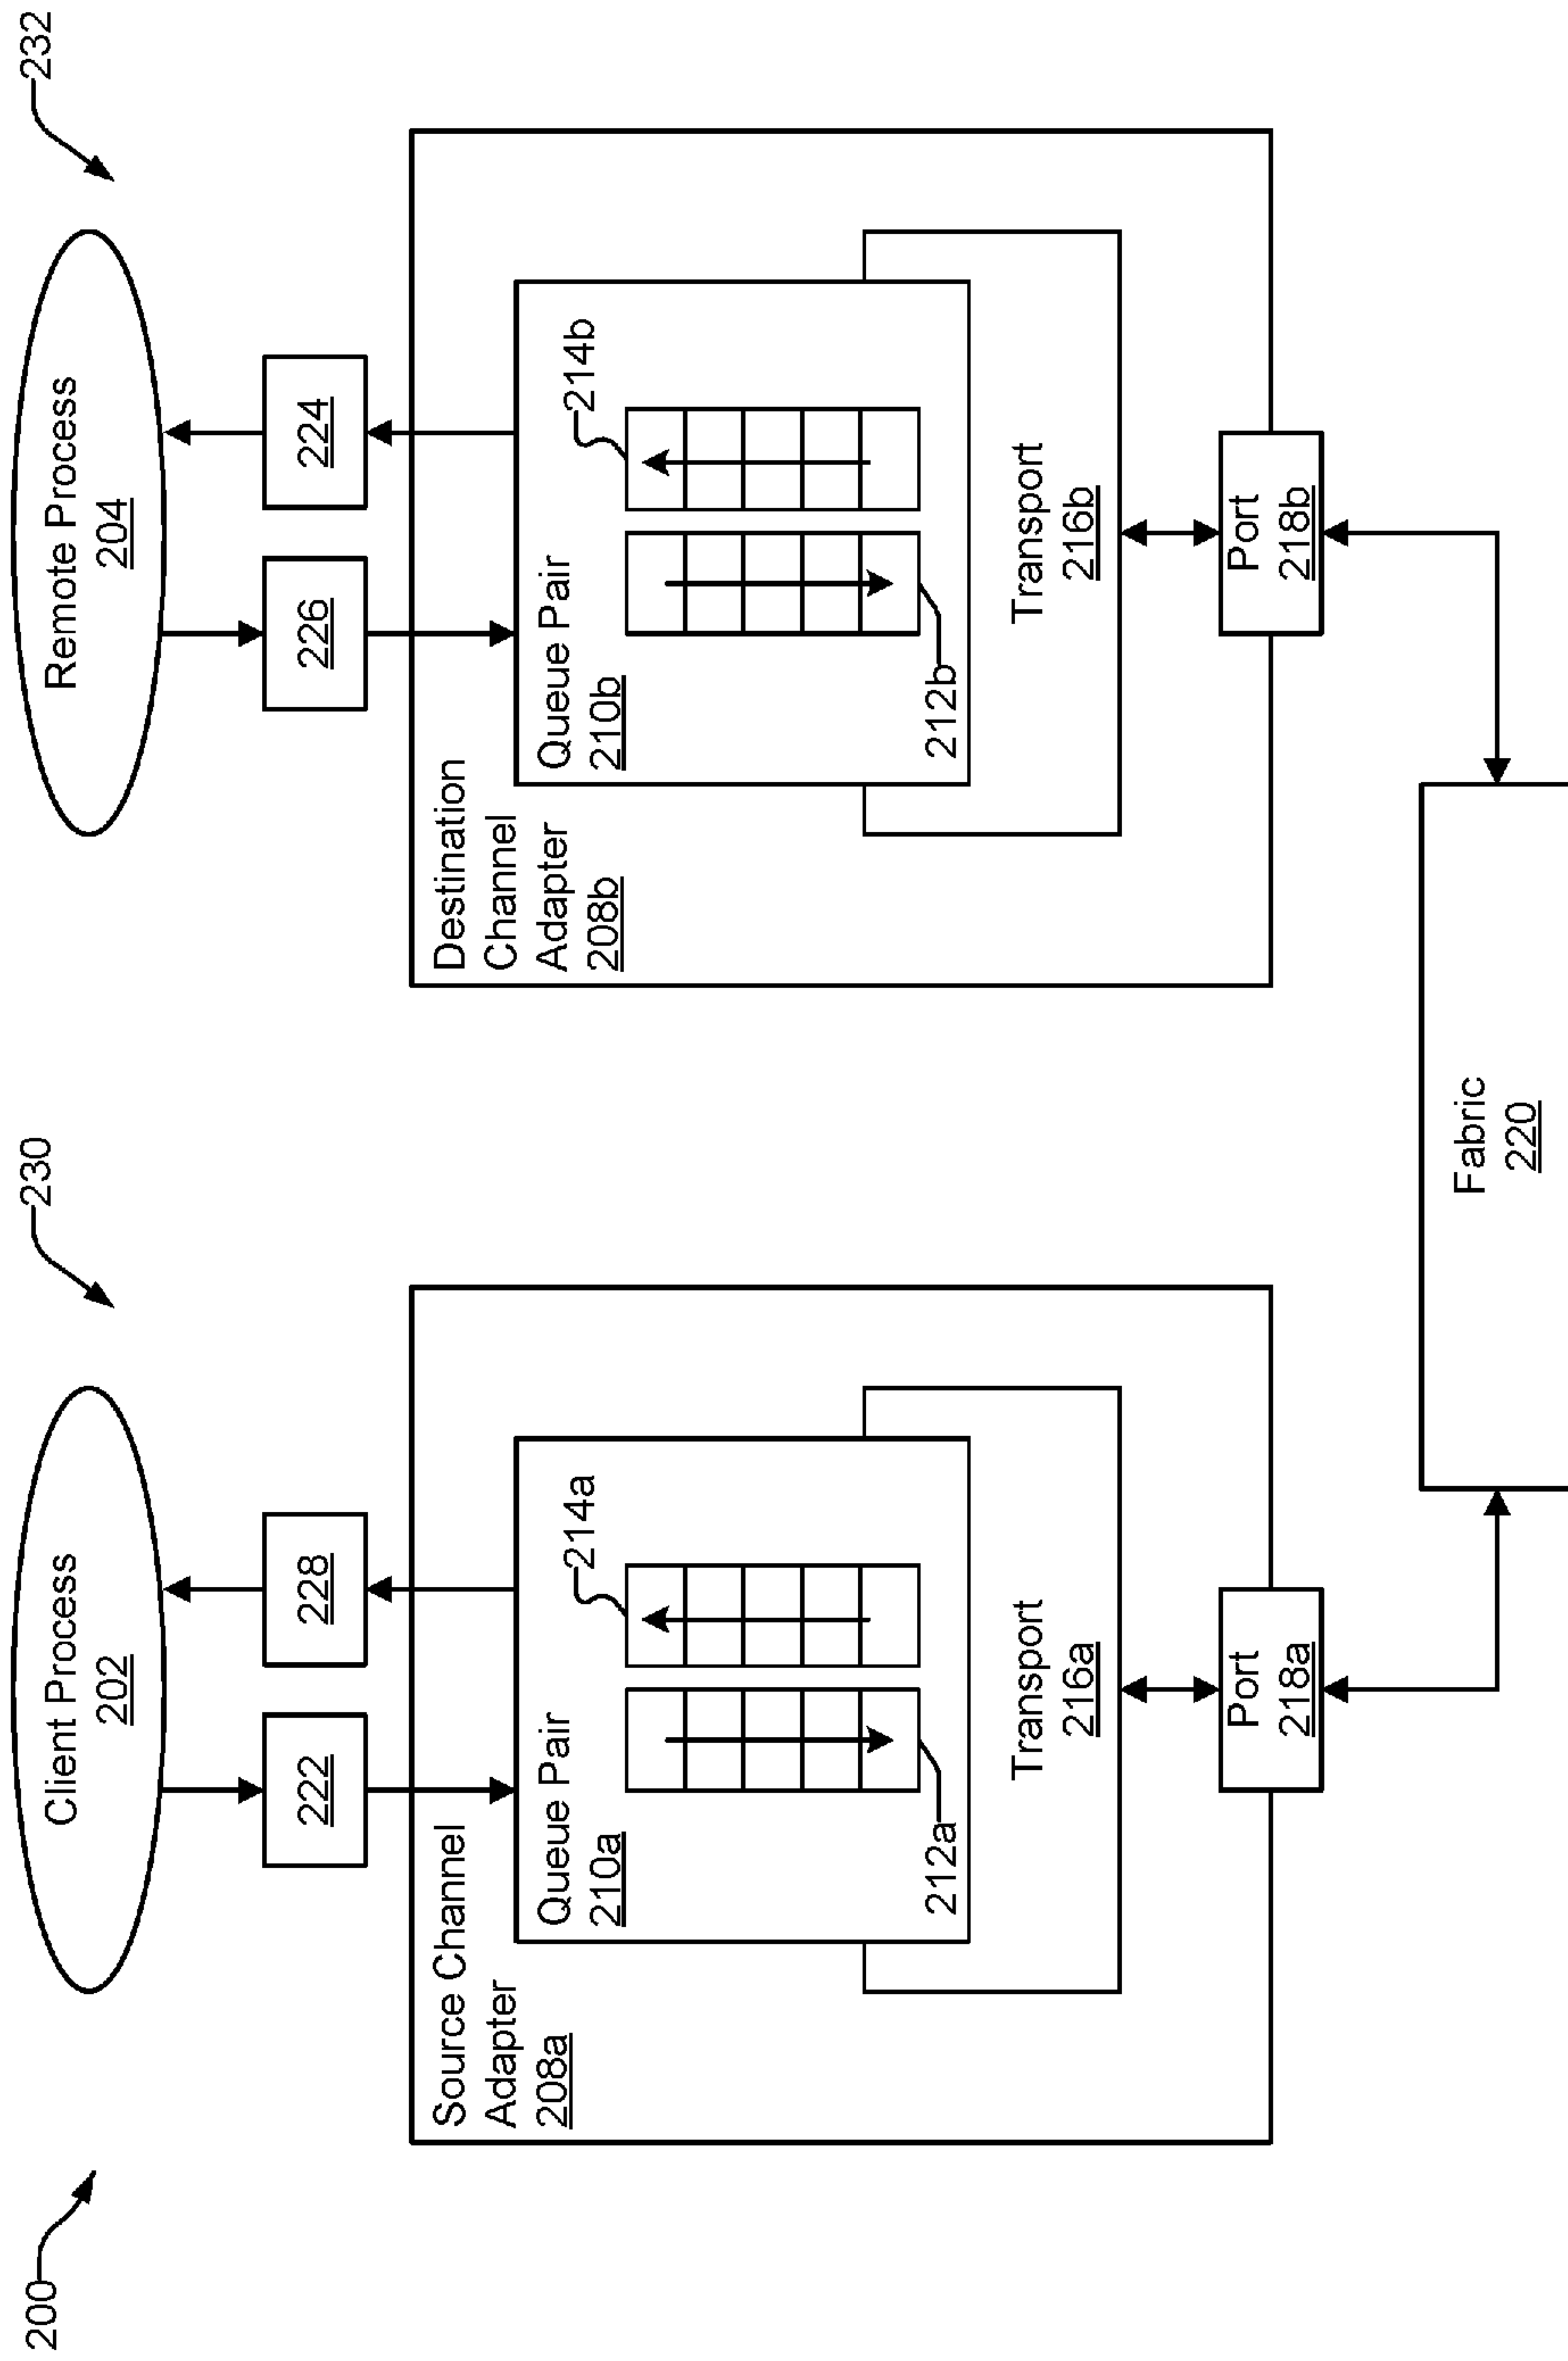 200
230
232
Client Process
202
Remote Process
204
222
228
226
224
Source Channel
Adapter
208a
Queue Pair
210a
214a
212a
Transport
216a
Port
218a
Destination
Channel
Adapter
208b
Queue Pair
210b
214b
212b
Transport
216b
Port
218b
Fabric
220